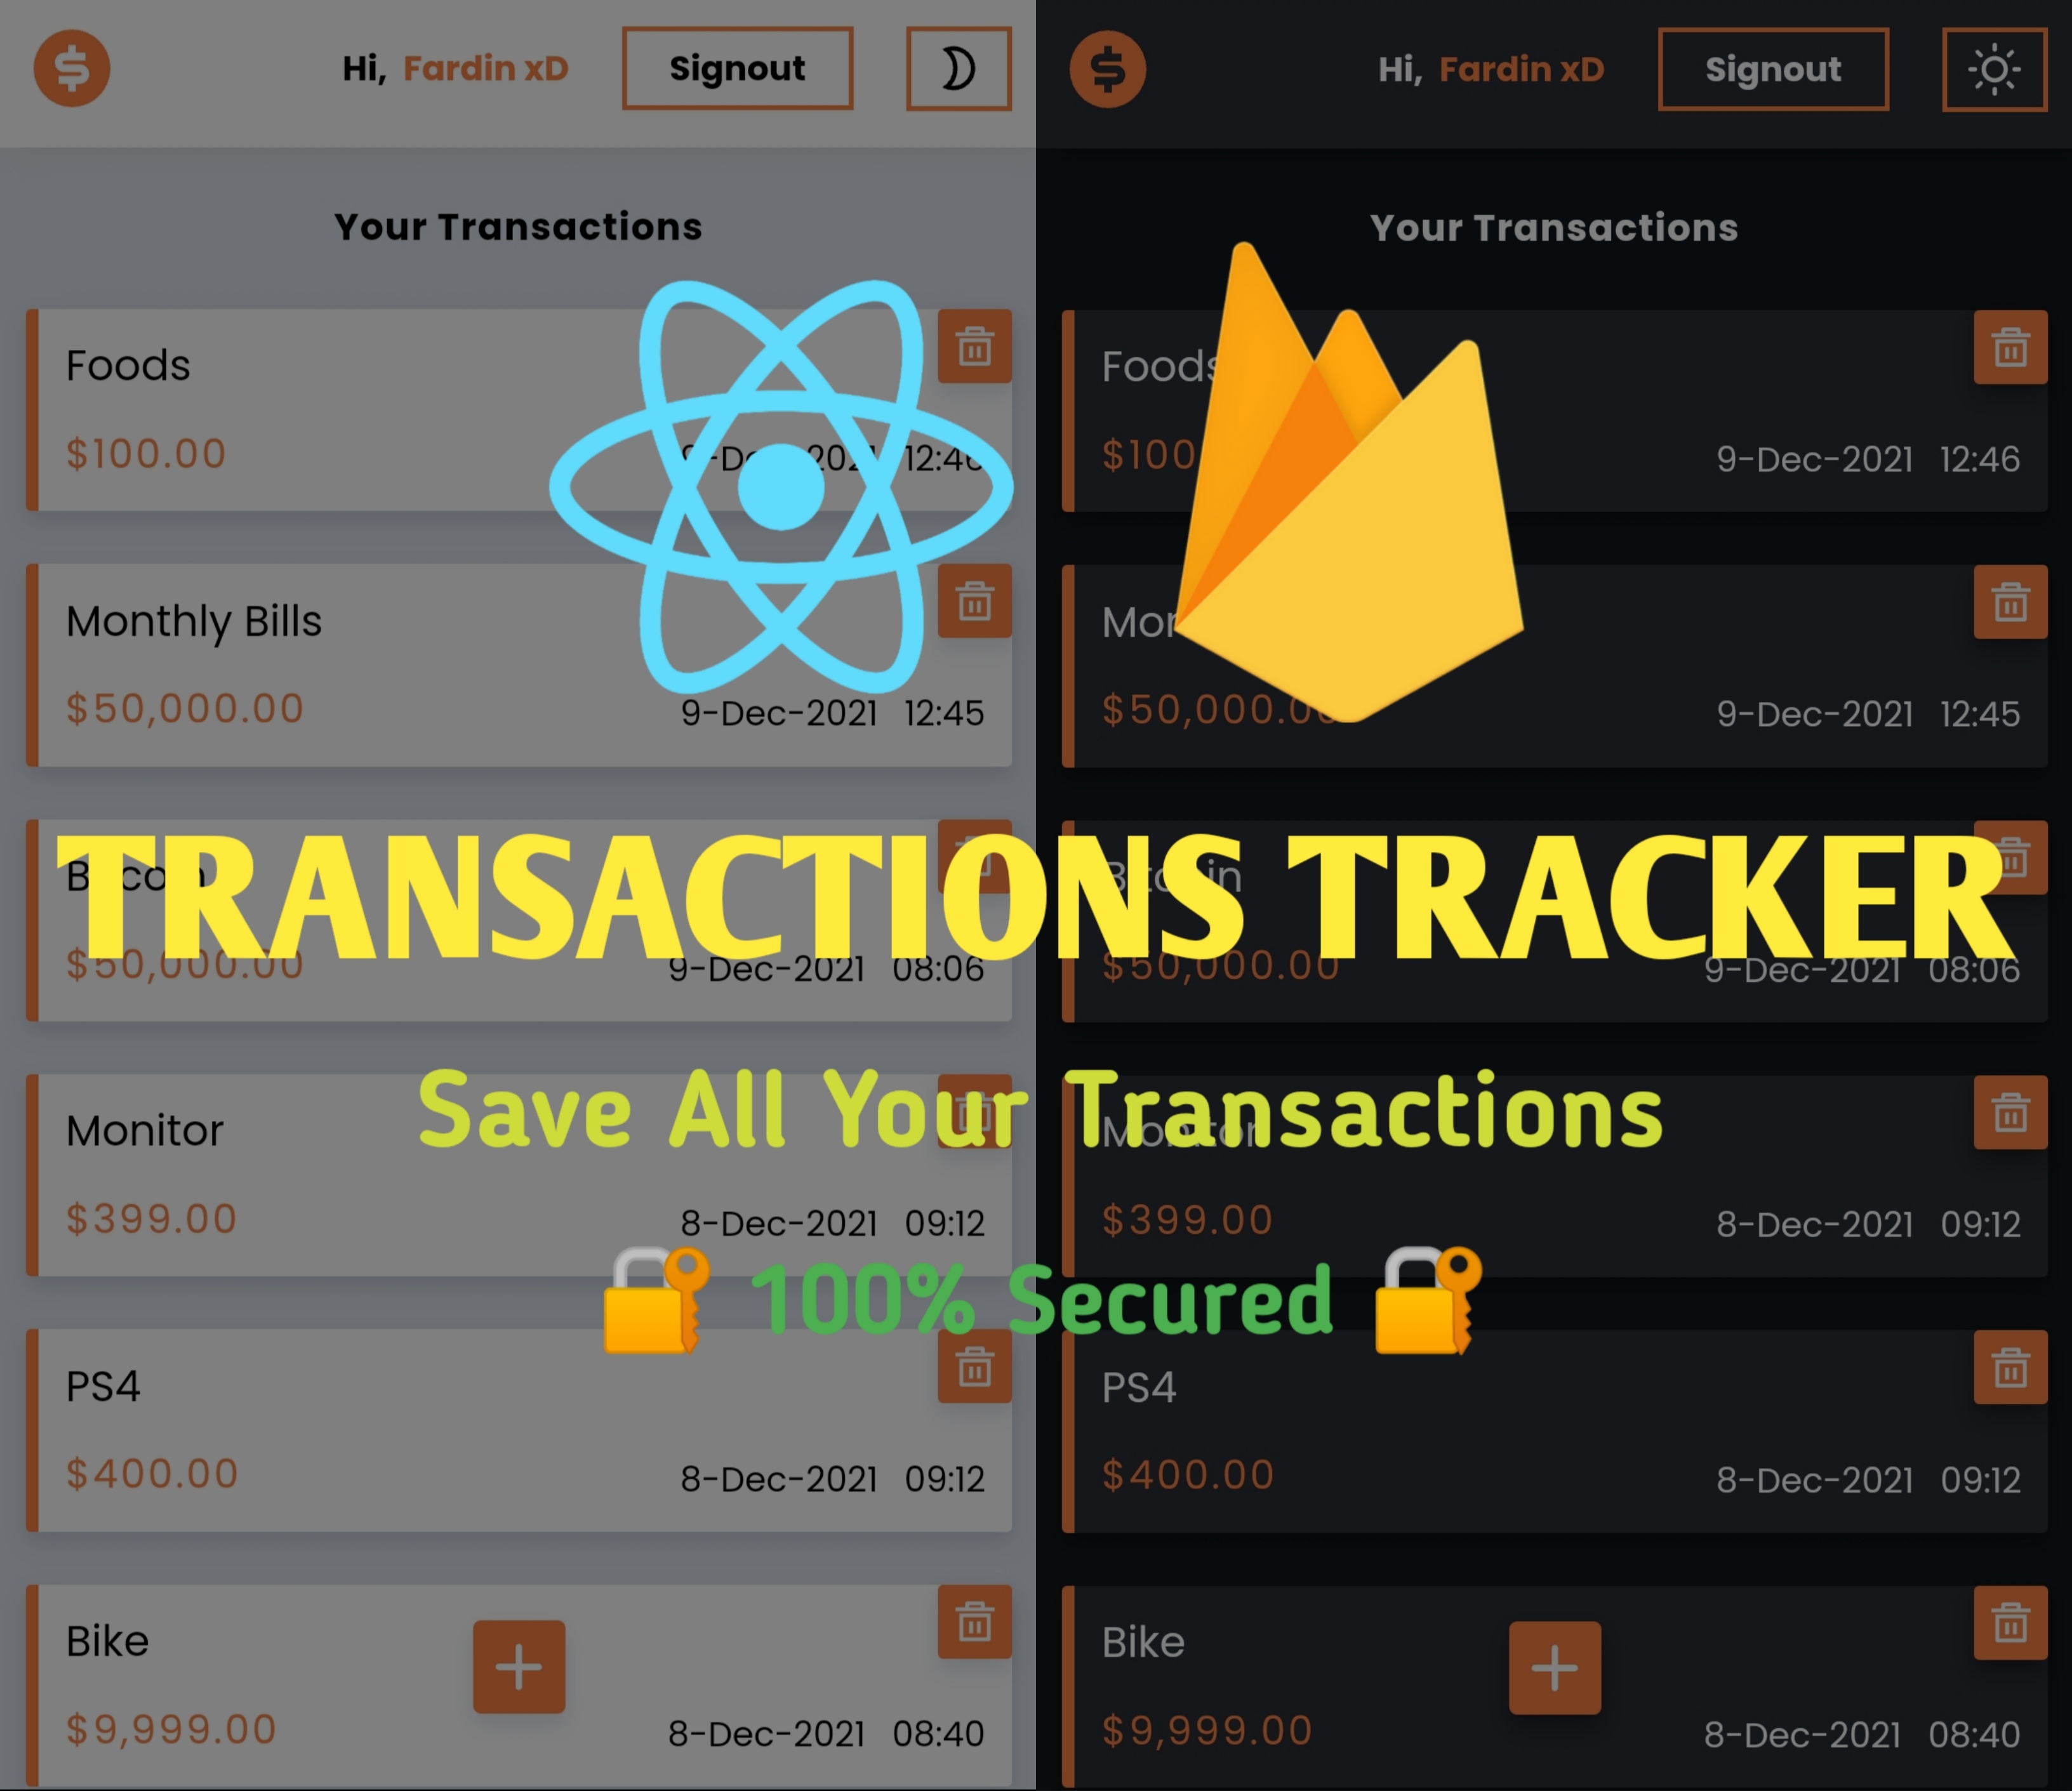 Hi, Fardin xD Signout
Your Transactions
Foods
$100.00
12:46
Monthly Bills
$50,000.00
9-Dec-2021 12:45
$50,000.00
9-Dec-2021 08:06
Monitor
$399.00
8-Dec-2021 09:12
PS4
$400.00
8-Dec-2021 09:12
Bike
$9,999.00
8-Dec-2021 08:40
Hi, Fardin xD Signout
Your Transactions
Foods
$100
9-Dec-2021 12:46
$50,000.00
9-Dec-2021 12:45
Bitcoin
$50,000.00
9-Dec-2021 08:06
Monitor
$399.00
8-Dec-2021 09:12
PS4
$400.00
8-Dec-2021 09:12
Bike
$9,999.00
8-Dec-2021 08:40
TRANSACTIONS TRACKER
Save All Your Transactions
100% Secured